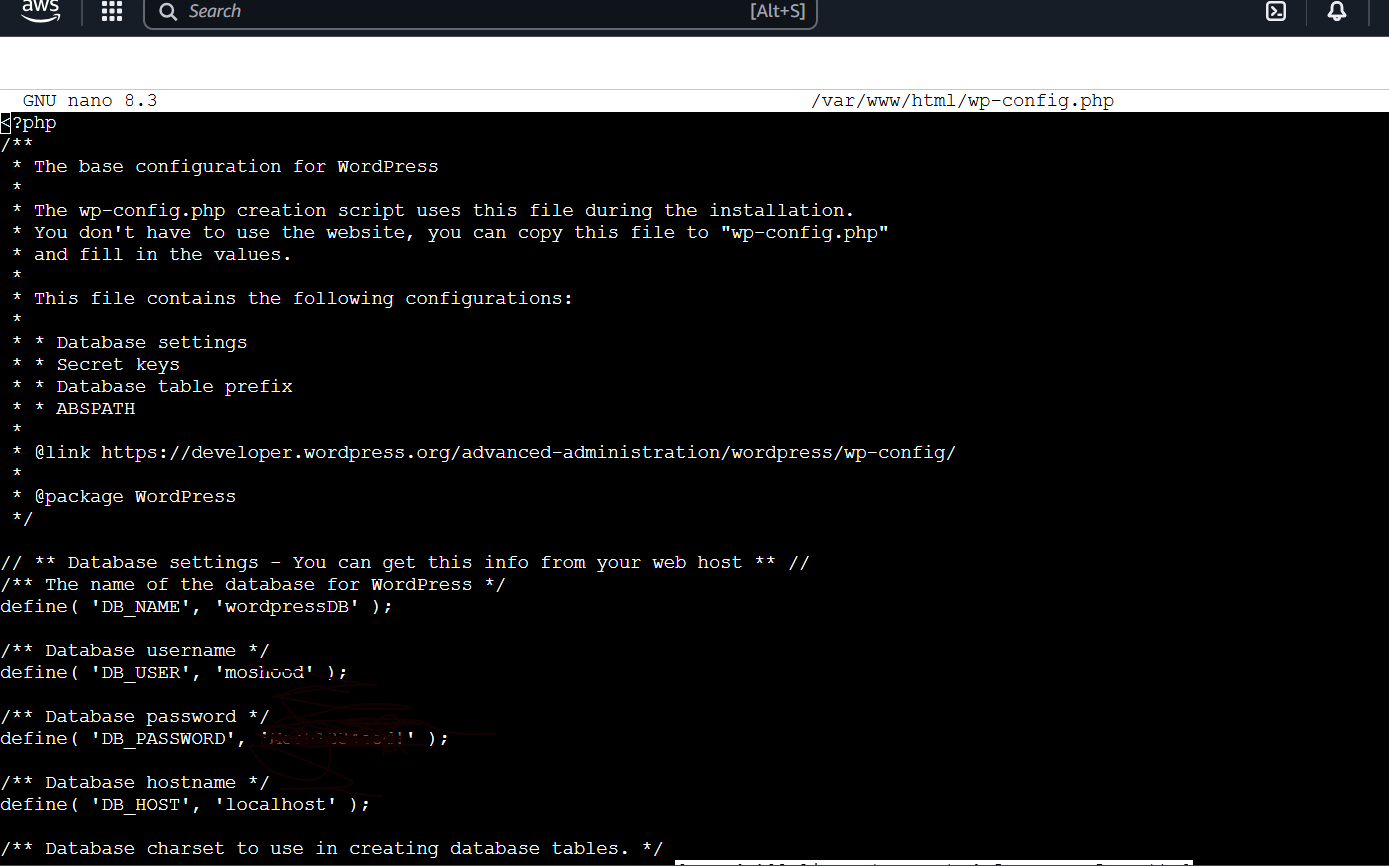 aws
Search
[Alt+S]
GNU nano 8.3
/var/www/html/wp-config.php
<?php
/**
 * The base configuration for WordPress
 *
 * The wp-config.php creation script uses this file during the installation.
 * You don't have to use the website, you can copy this file to "wp-config.php"
 * and fill in the values.
 *
 * This file contains the following configurations:
 *
 * * Database settings
 * * Secret keys
 * * Database table prefix
 * * ABSPATH
 *
 * @link https://developer.wordpress.org/advanced-administration/wordpress/wp-config/
 *
 * @package WordPress
 */
// ** Database settings - You can get this info from your web host ** //
/** The name of the database for WordPress */
define( 'DB_NAME', 'wordpressDB' );
/** Database username */
define( 'DB_USER', 'moshood' );
/** Database password */
define( 'DB_PASSWORD', );
/** Database hostname */
define( 'DB_HOST', 'localhost' );
/** Database charset to use in creating database tables. */